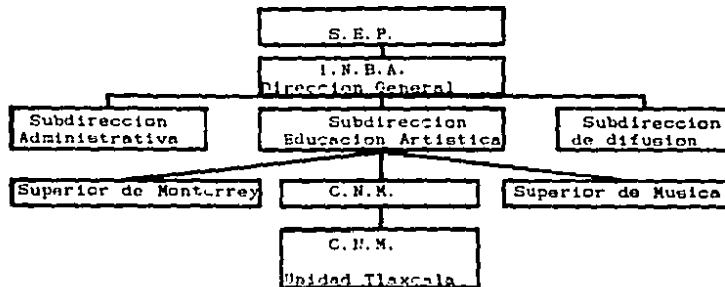 S.E.P.
I.N.B.A.
Direccion General
Subdireccion
Administrativa
Subdireccion
Educacion Artistica
Subdireccion
de difusion
Superior de Monterrey
C.N.M.
Superior de Musica
C.N.M.
Unidad Tlaxcala